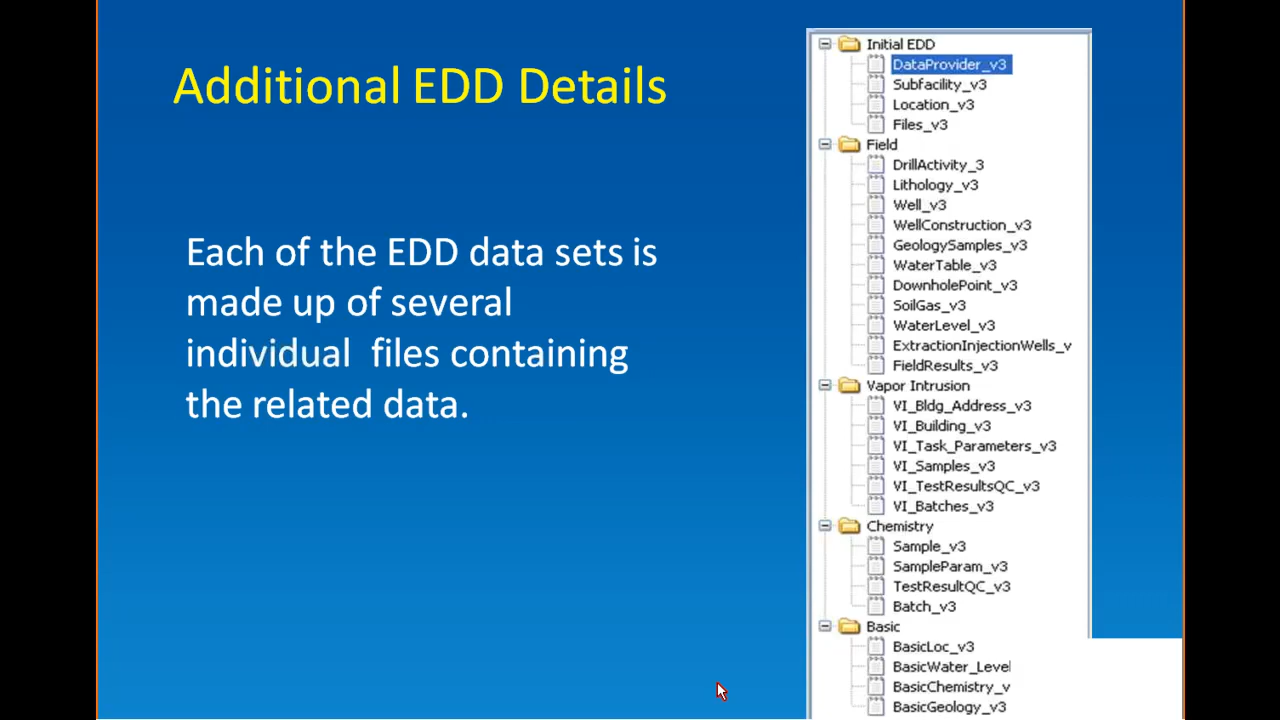 Additional EDD Details
Each of the EDD data sets is
made up of several
individual files containing
the related data.
Initial EDD
DataProvider_v3
Subfacility_v3
Location_v3
Files_v3
Field
DrillActivity_3
Lithology_v3
Well_v3
WellConstruction_v3
GeologySamples_v3
WaterTable_v3
DownholePoint_v3
SoilGas_v3
WaterLevel_v3
ExtractionInjectionWells_v
FieldResults_v3
Vapor Intrusion
VI_Bldg_Address_v3
VI_Building_v3
VI_Task_Parameters_v3
VI_Samples_v3
VI_TestResultsQC_v3
VI_Batches_v3
Chemistry
Sample_v3
SampleParam_v3
TestResultQC_v3
Batch_v3
Basic
BasicLoc_v3
BasicWater_Level
BasicChemistry_v
BasicGeology_v3